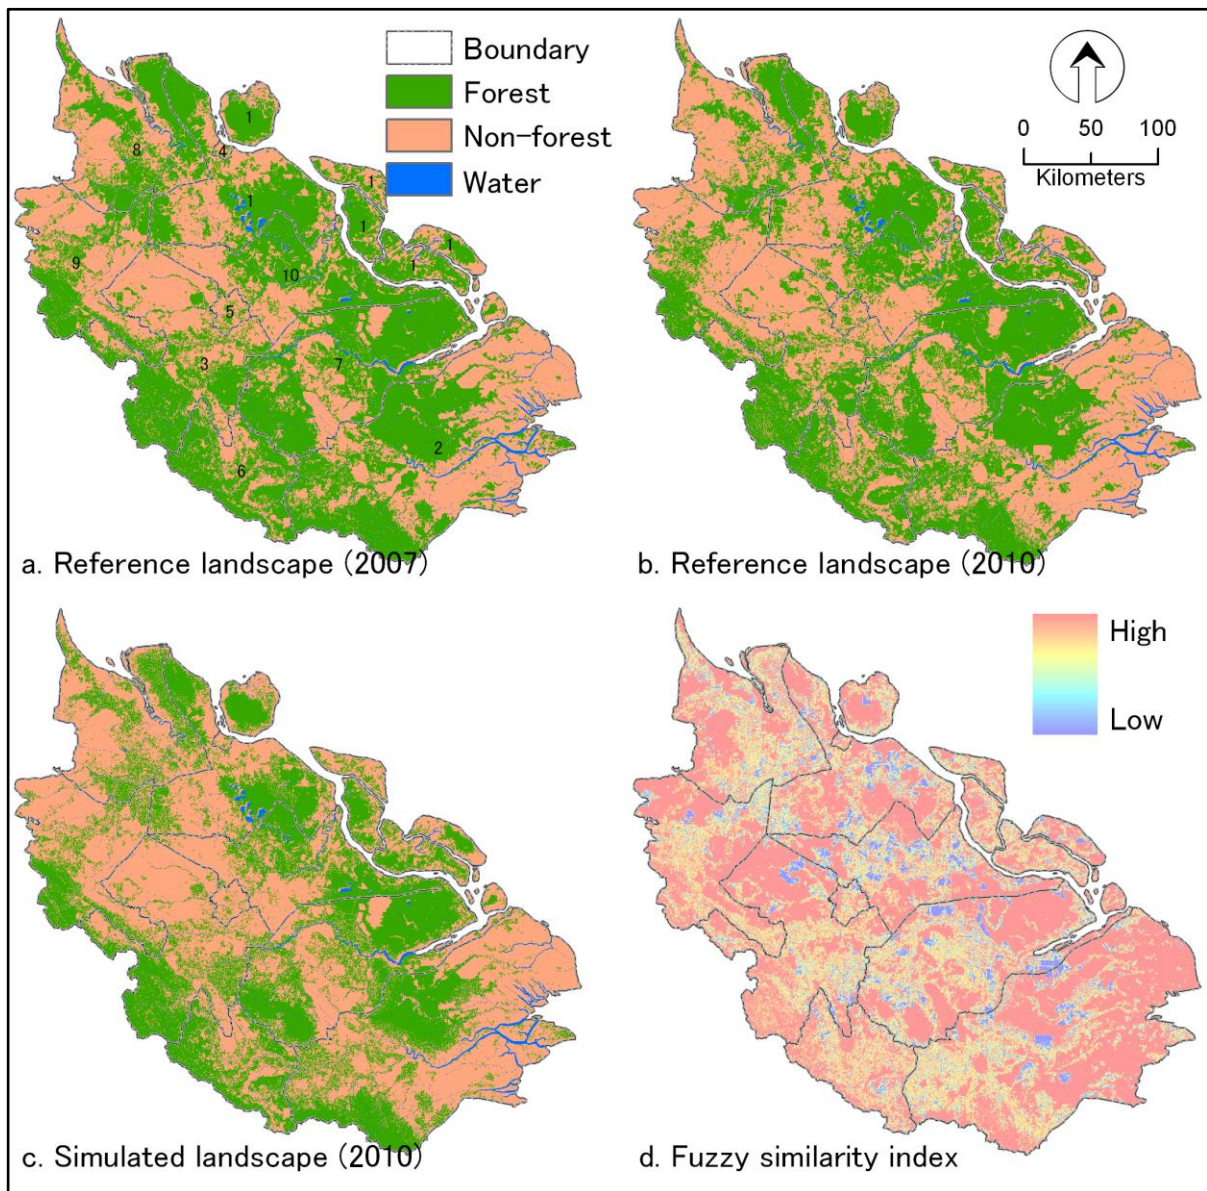 Boundary
Forest
Non-forest
Water
1
8
4
1
1
1
1
1
9
10
5
3
7
2
6
0 50 100
Kilometers
a. Reference landscape (2007)
b. Reference landscape (2010)
High
Low
c. Simulated landscape (2010)
d. Fuzzy similarity index